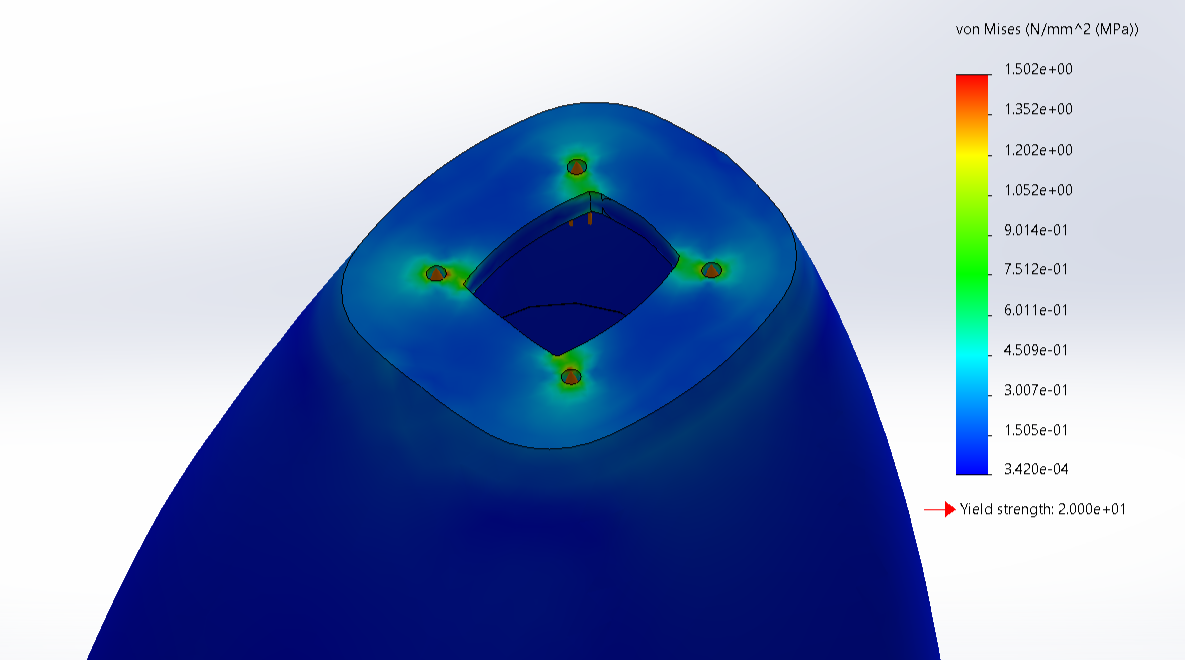 von Mises (N/mm^2 (MPa))
1.502e+00
1.352e+00
1.202e+00
1.052e+00
9.014e-01
7.512e-01
6.011e-01
4.509e-01
3.007e-01
1.505e-01
3.420e-04
Yield strength: 2.000e+01